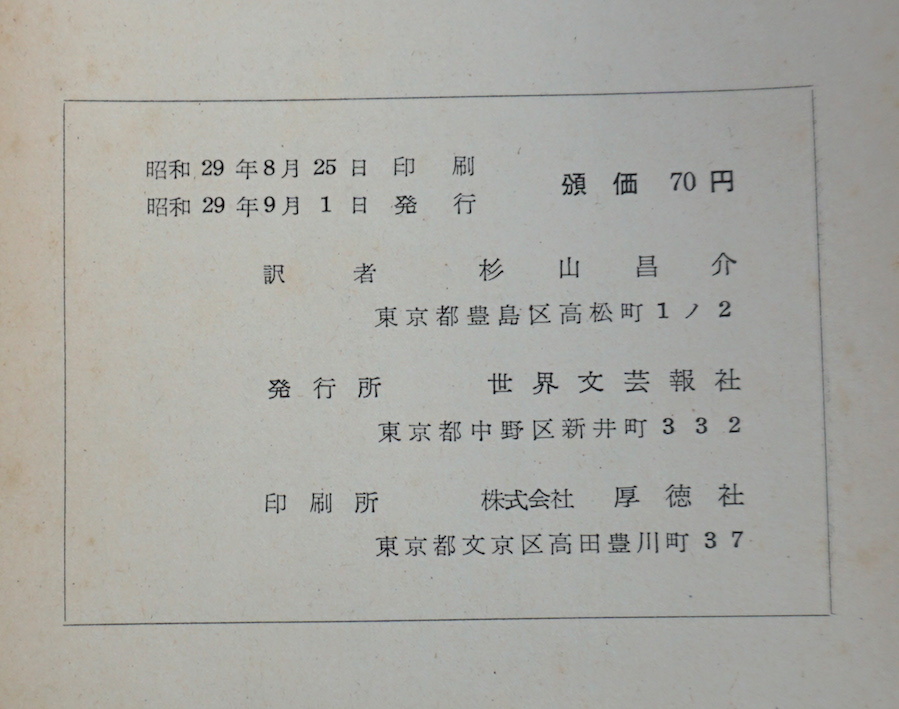 昭和 29 年 8 月 25 日 印 刷
昭和 29 年 9 月 1 日 発 行
頒 価 70 円
訳 者 杉 山 昌 介
東京都豊島区高松町 1 ノ 2
発 行 所 世 界 文 芸 報 社
東京都中野区新井町 3 3 2
印 刷 所 株式会社 厚 徳 社
東京都文京区高田豊川町 3 7